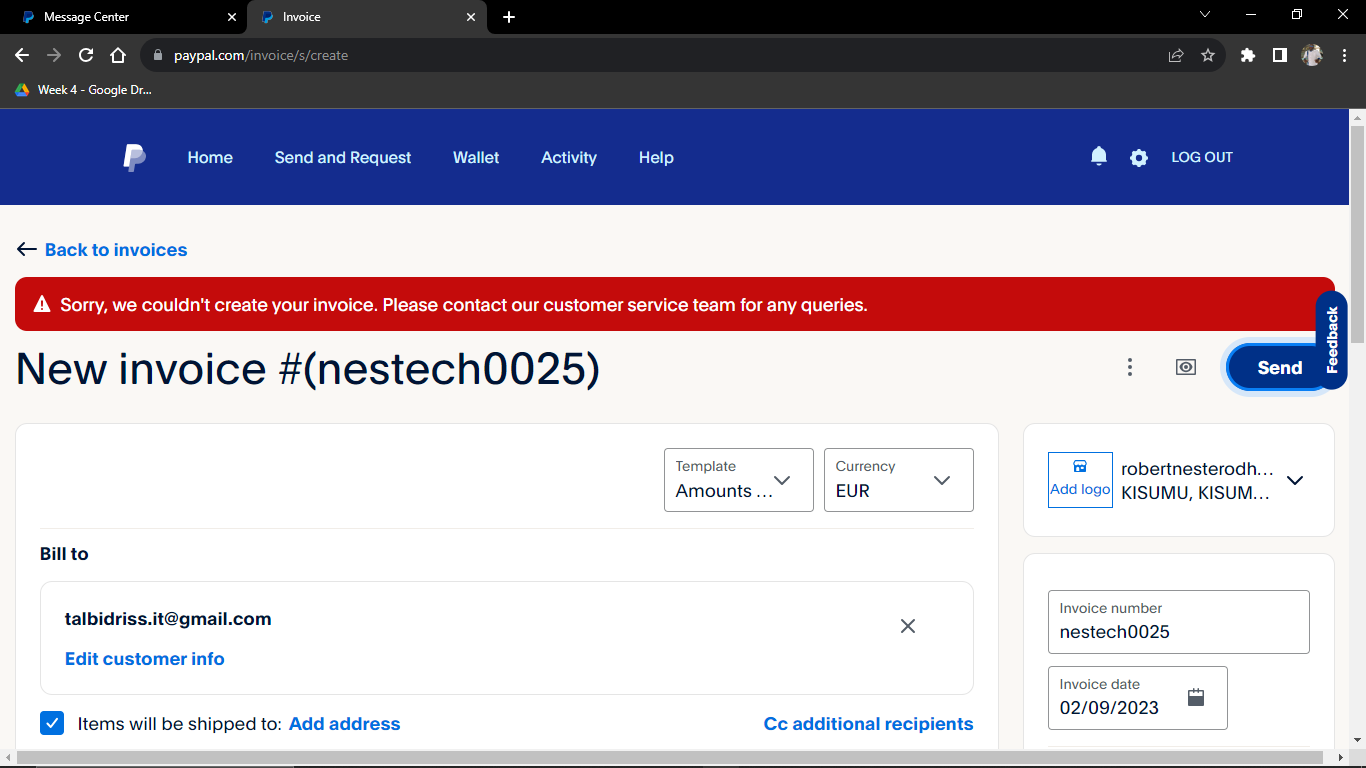 Message Center
Invoice
paypal.com/invoice/s/create
Week 4 - Google Dr...
Home
Send and Request
Wallet
Activity
Help
LOG OUT
Back to invoices
Sorry, we couldn't create your invoice. Please contact our customer service team for any queries.
Feedback
New invoice #(nestech0025)
Send
Template
Amounts ...
Currency
EUR
Add logo
robertnesterodh...
KISUMU, KISUM...
Bill to
talbidriss.it@gmail.com
Edit customer info
Invoice number
nestech0025
Invoice date
02/09/2023
Items will be shipped to: Add address
Cc additional recipients